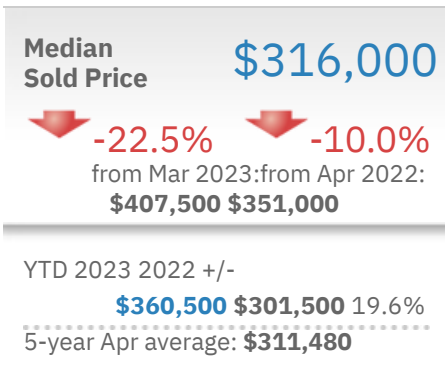 Median
Sold Price
$316,000
-22.5% -10.0%
from Mar 2023:from Apr 2022:
$407,500 $351,000
YTD 2023 2022 +/-
$360,500 $301,500 19.6%
5-year Apr average: $311,480